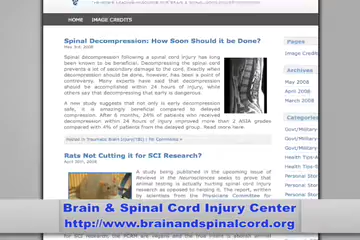 HOME IMAGE CREDITS
Spinal Decompression: How Soon Should it be Done?
May 3rd, 2008
Spinal decompression following a spinal cord injury has
long been known to be beneficial. Decompressing the spinal cord
prevents a lot of secondary damage to the cord. Exactly when
decompression should be done, however, has been a point of
controversy. Many experts have said that decompression
should be accomplished within 24 hours of injury, while
others say that decompressing that early is dangerous.
A new study suggests that not only is early decompression
safe, it is amazingly beneficial compared to delayed
compression. After 6 months, 24% of patients who received
decompression within 24 hours of injury improved more than 2 ASIA grades
compared with 4% of patients from the delayed group. Read more here
Posted in Traumatic Brain Injury(TBI) | No Comments »
Rats Not Cutting it for SCI Research?
April 30th, 2008
A study being published in the upcoming issue of
Reviews in the Neurosciences seeks to prove that
animal testing is actually hurting spinal cord injury
research as opposed to helping it. The report, written
by scientists from the Physicians Committee for
Pages
Image Credits
Archives
May 2008
April 2008
March 2008
Categories
Govt/Military
Govt/Military
Health Tips-
Health Tips-
Personal Stor
Personal Stor
Brain & Spinal Cord Injury Center
http://www.brainandspinalcord.org